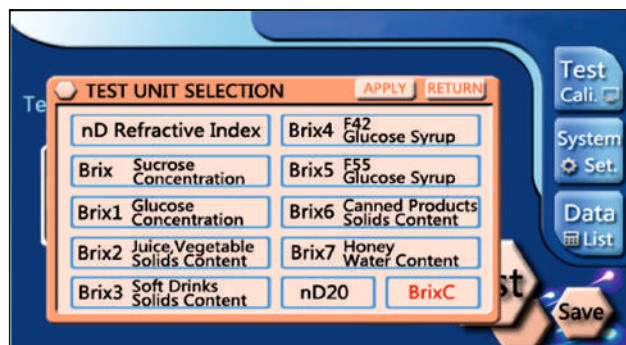 TEST UNIT SELECTION APPLY RETURN
nD Refractive Index
Brix4 F42
Glucose Syrup
Brix Sucrose
Concentration
Brix5 F55
Glucose Syrup
Brix1 Glucose
Concentration
Brix6 Canned Products
Solids Content
Brix2 Juice,Vegetable
Solids Content
Brix7 Honey
Water Content
Brix3 Soft Drinks
Solids Content
nD20
BrixC
Test
Cali.
System
Set.
Data
List
Save